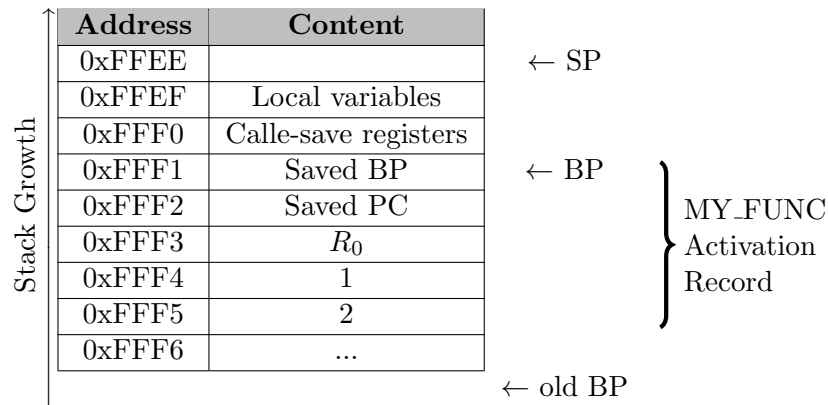 Address Content
0xFFEE ← SP
0xFFEF Local variables
0xFFF0 Calle-save registers
0xFFF1 Saved BP ← BP
0xFFF2 Saved PC
0xFFF3 R₀
0xFFF4 1
0xFFF5 2
0xFFF6 ...
← old BP
MY_FUNC
Activation
Record
Stack Growth